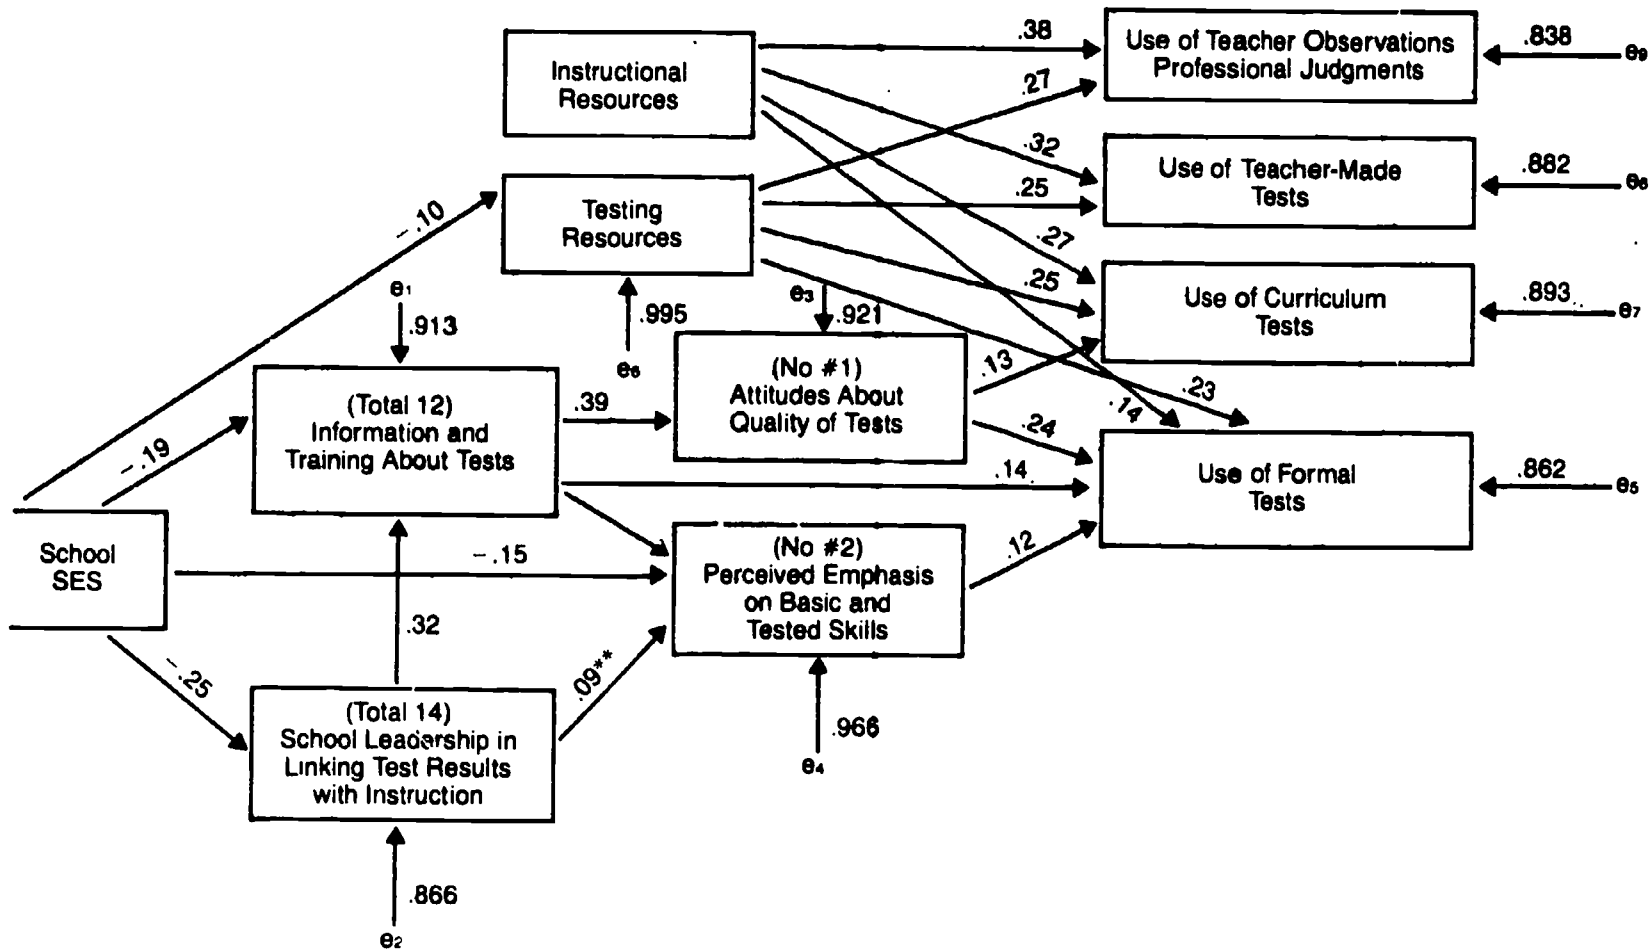 Instructional
Resources
.38
Use of Teacher Observations
Professional Judgments
.838
e9
.27
.32
Use of Teacher-Made
Tests
.882
e8
Testing
Resources
.25
-.10
.27
.25
Use of Curriculum
Tests
.893
e7
e1
.913
.995
e6
e3
.921
(No #1)
Attitudes About
Quality of Tests
.13
.14
.23
(Total 12)
Information and
Training About Tests
.39
.24
-.19
.14
Use of Formal
Tests
.862
e5
School
SES
-.15
(No #2)
Perceived Emphasis
on Basic and
Tested Skills
.12
.32
-.25
.09**
(Total 14)
School Leadership in
Linking Test Results
with Instruction
.966
e4
.866
e2